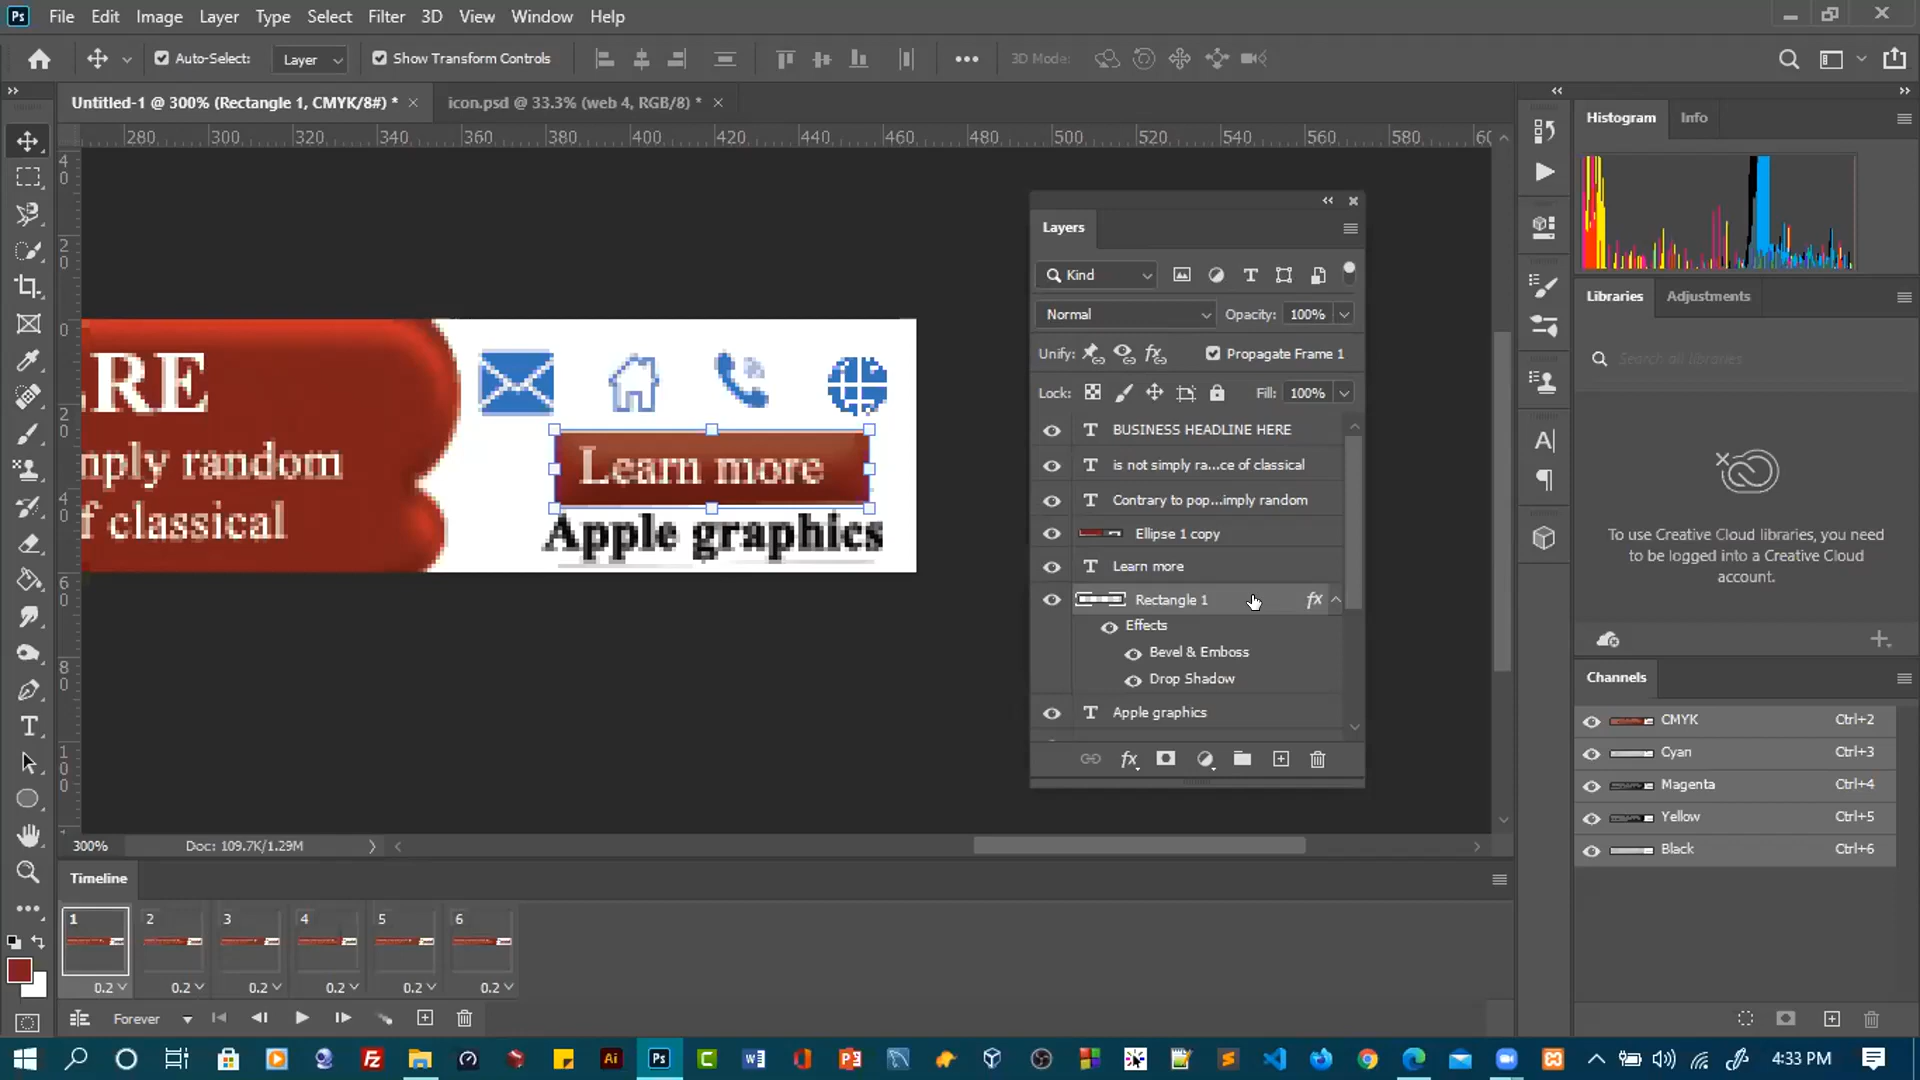 Ps File Edit Image Layer Type Select Filter 3D View Window Help
Auto-Select: Layer Show Transform Controls 3D Mode:
Untitled-1 @ 300% (Rectangle 1, CMYK/8#) * icon.psd @ 33.3% (web 4, RGB/8) *
280 300 320 340 360 380 400 420 440 460 480 500 520 540 560 580
Histogram Info
Layers
Kind
Normal Opacity: 100%
Unify: Propagate Frame 1
Lock: Fill: 100%
BUSINESS HEADLINE HERE
is not simply ra...ce of classical
Contrary to pop...imply random
Ellipse 1 copy
Learn more
Rectangle 1 fx
Effects
Bevel & Emboss
Drop Shadow
Apple graphics
RE
nply random
f classical
Learn more
Apple graphics
Libraries Adjustments
Search all libraries
To use Creative Cloud libraries, you
need to be logged into a Creative Cloud
account.
Channels
CMYK Ctrl+2
Cyan Ctrl+3
Magenta Ctrl+4
Yellow Ctrl+5
Black Ctrl+6
300% Doc: 109.7K/1.29M
Timeline
1 2 3 4 5 6
0.2 0.2 0.2 0.2 0.2 0.2
Forever
4:33 PM